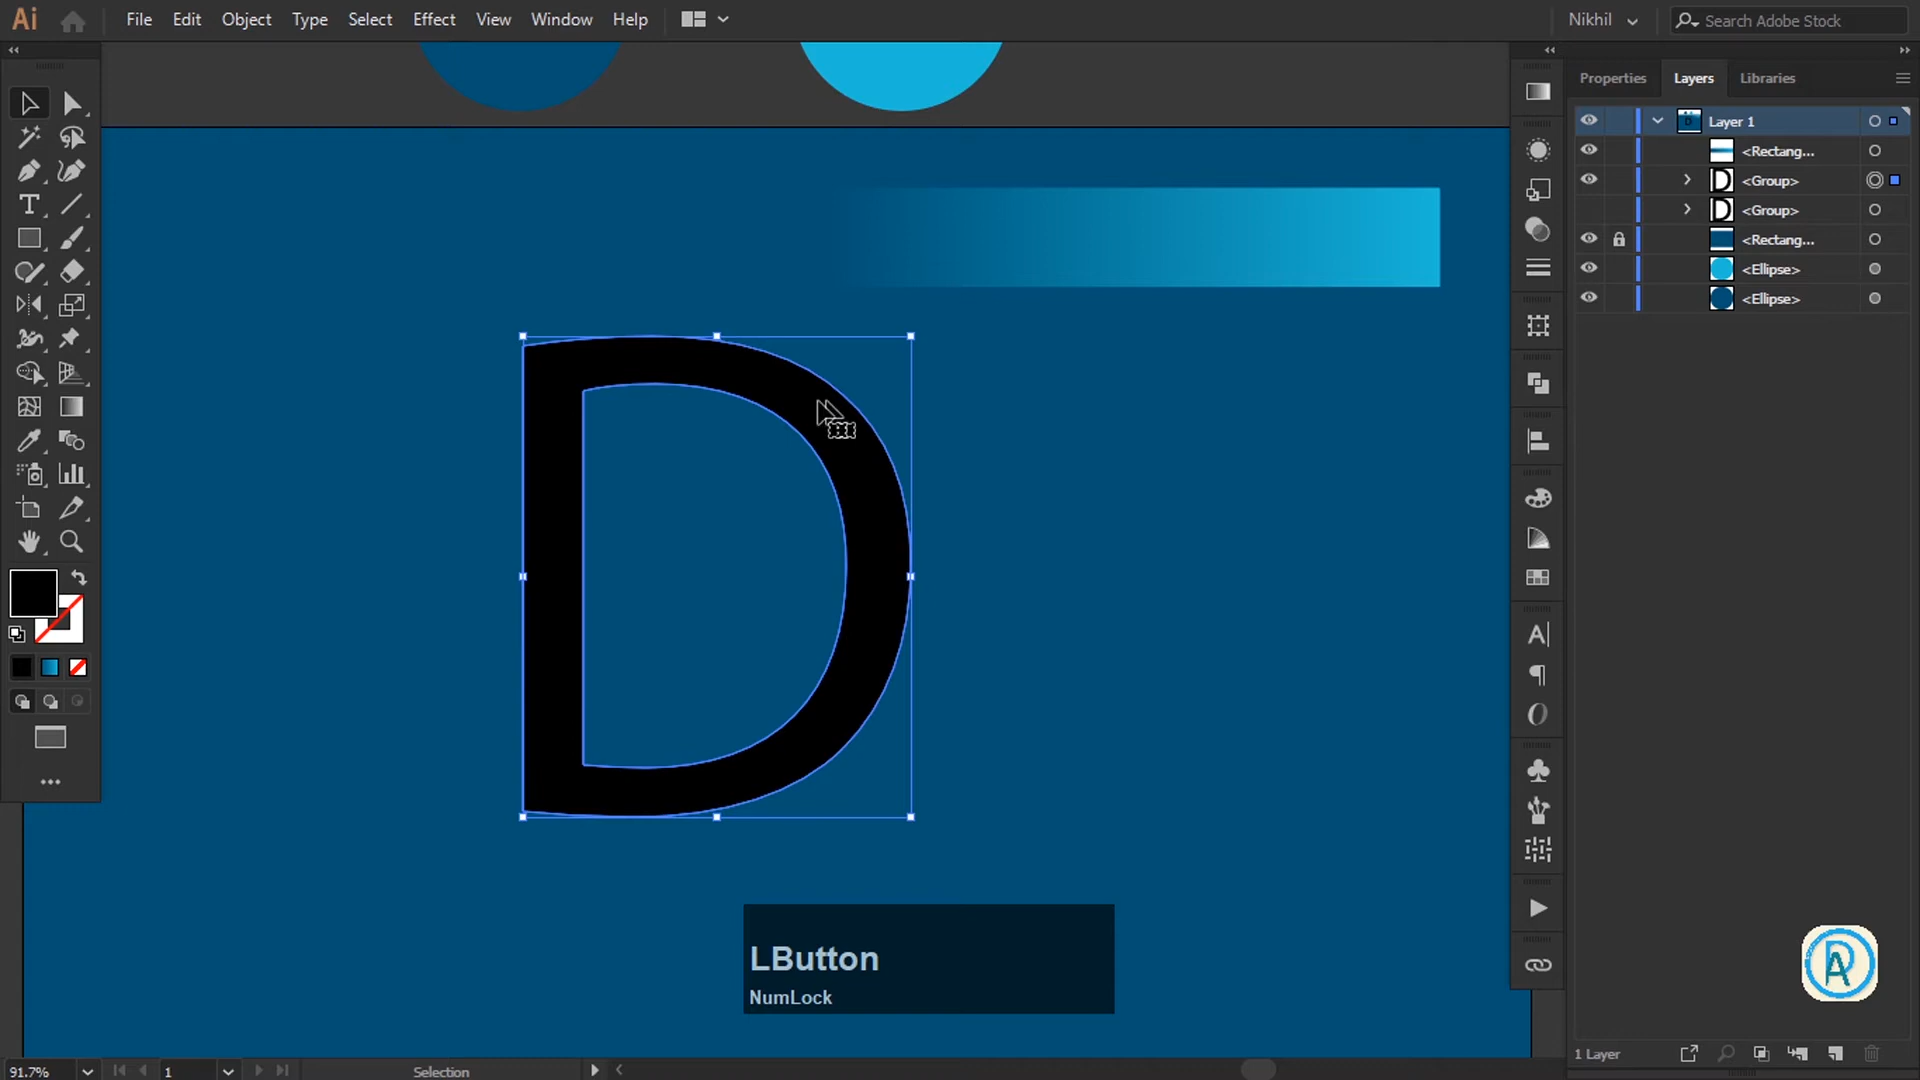 Ai File Edit Object Type Select Effect View Window Help Nikhil Search Adobe Stock
Properties Layers Libraries
Layer 1
<Rectang...
<Group>
<Group>
<Rectang...
<Ellipse>
<Ellipse>
D
LButton
NumLock
91.7% 1 Selection 1 Layer